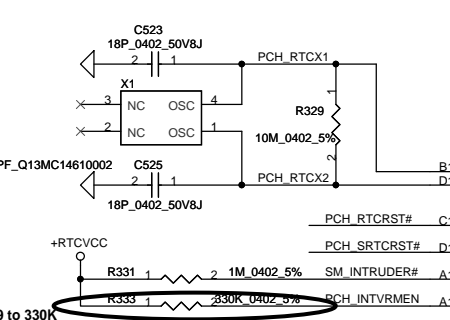 C523
18P_0402_50V8J
2 1
PCH_RTCX1
X1
3 NC OSC 4
2 NC OSC 1
1
R329
10M_0402_5%
2
PF_Q13MC14610002
C525
2 1
PCH_RTCX2
18P_0402_50V8J
B1
D1
PCH_RTCRST# C1
+RTCVCC
PCH_SRTCRST# D1
R331 1 2 1M_0402_5% SM_INTRUDER# A1
R333 1 2 330K_0402_5% PCH_INTVRMEN A1
9 to 330K